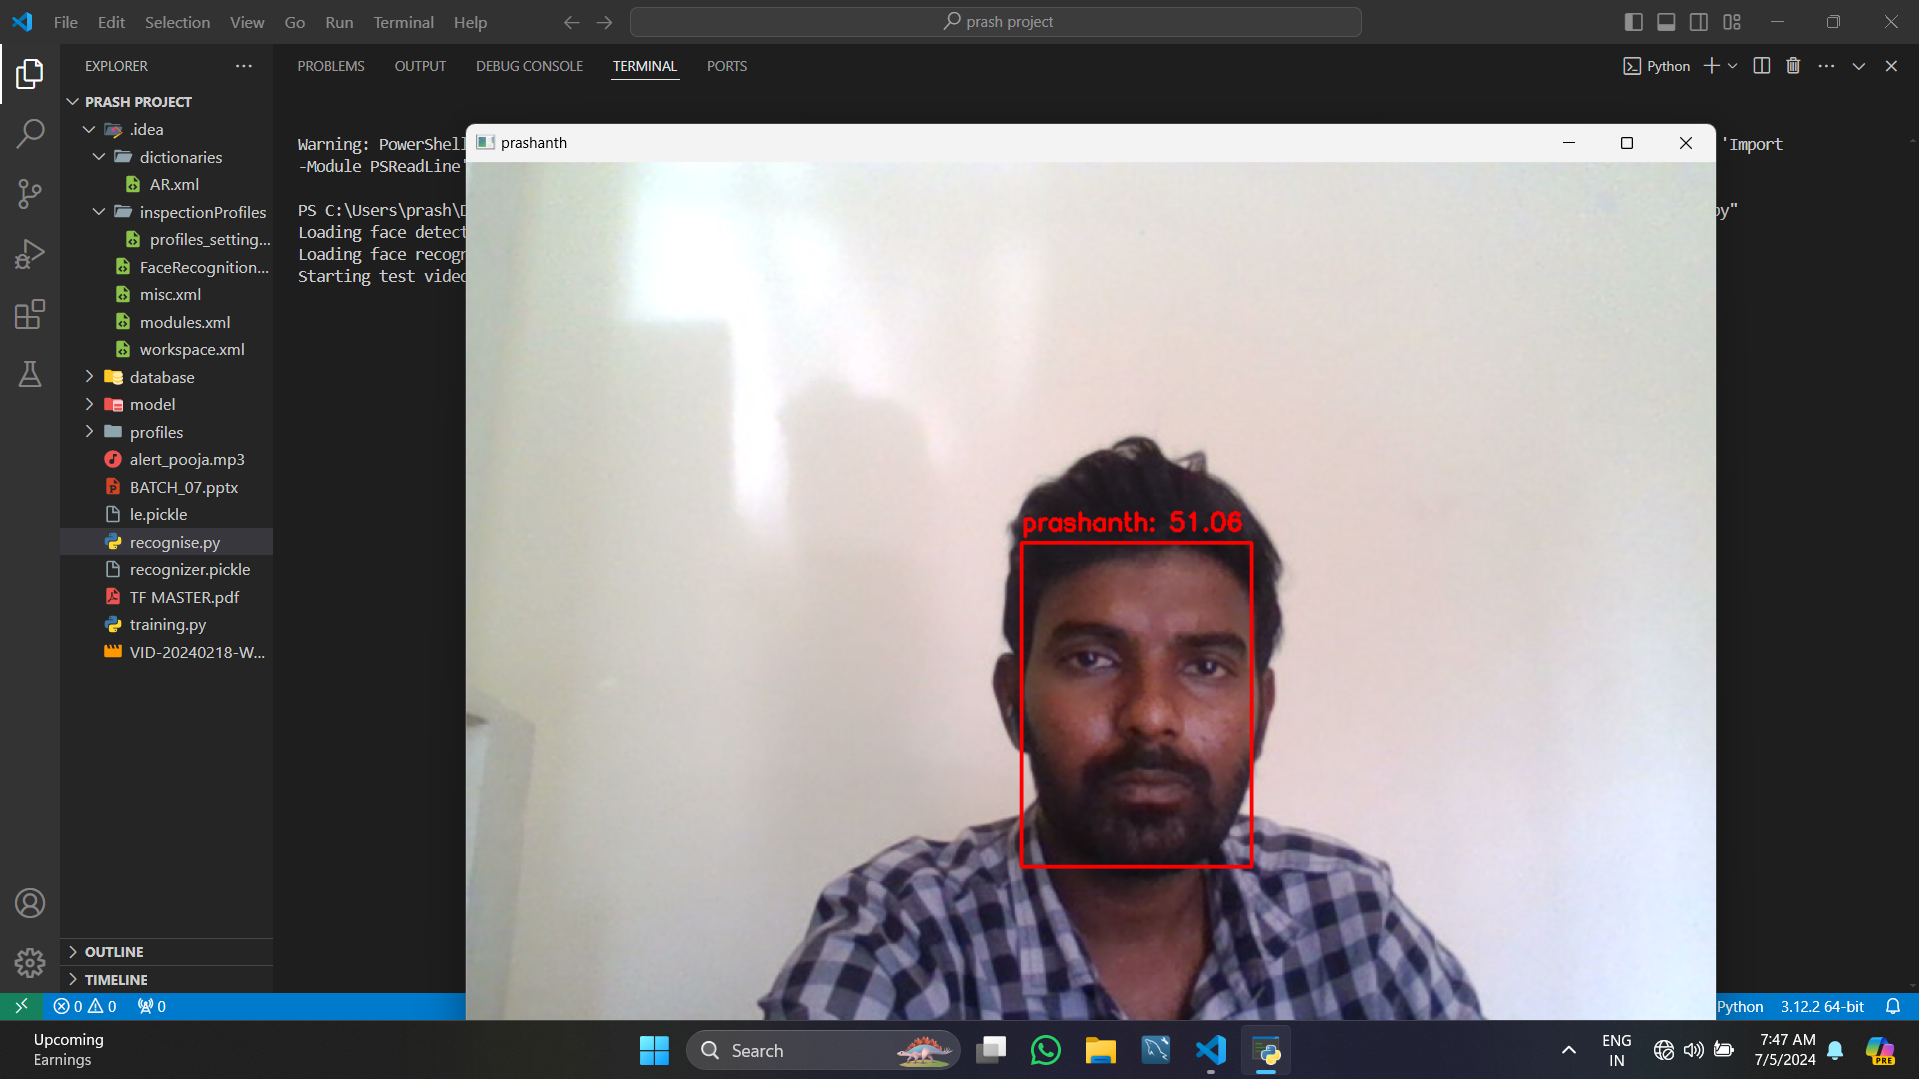 File Edit Selection View Go Run Terminal Help
prash project
EXPLORER
PROBLEMS OUTPUT DEBUG CONSOLE TERMINAL PORTS
Python
PRASH PROJECT
.idea
dictionaries
AR.xml
inspectionProfiles
profiles_setting...
FaceRecognition...
misc.xml
modules.xml
workspace.xml
database
model
profiles
alert_pooja.mp3
BATCH_07.pptx
le.pickle
recognise.py
recognizer.pickle
TF MASTER.pdf
training.py
VID-20240218-W...
OUTLINE
TIMELINE
Warning: PowerShell 'Import
-Module PSReadLine'
PS C:\Users\prash\D py"
Loading face detect
Loading face recogn
Starting test video
prashanth
prashanth: 51.06
0 0 0
Python 3.12.2 64-bit
Upcoming
Earnings
Search
PRE
ENG
IN
7:47 AM
7/5/2024